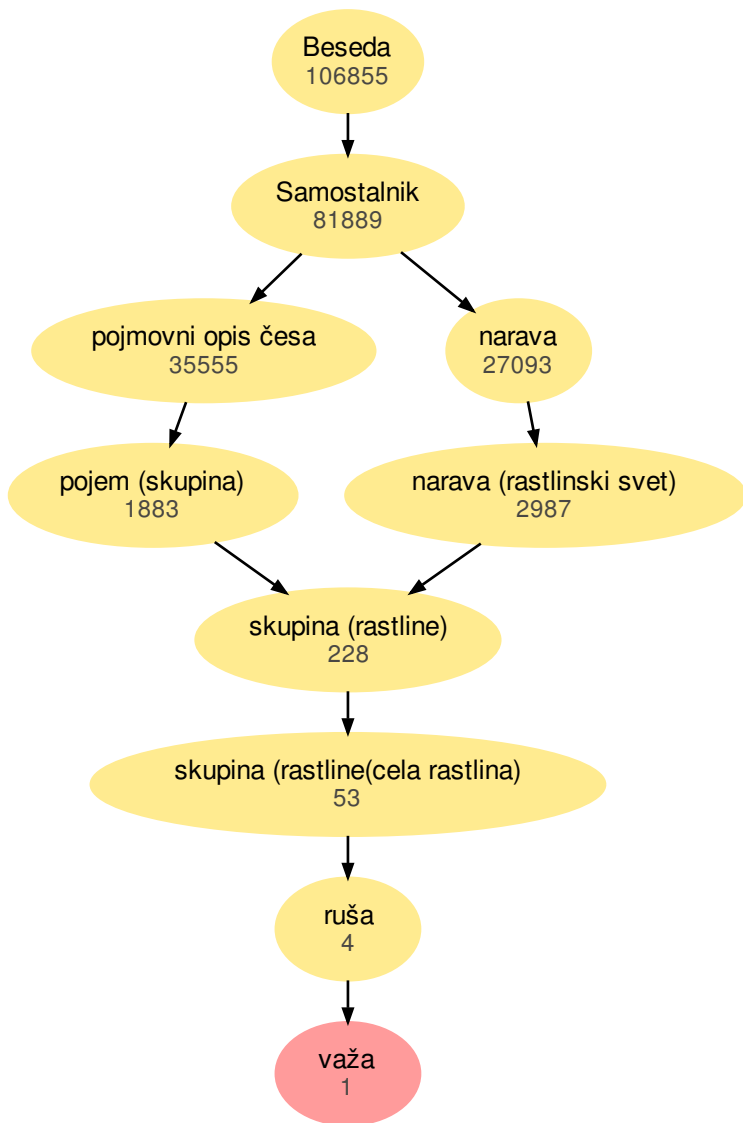 Beseda
106855
Samostalnik
81889
pojmovni opis česa
35555
narava
27093
pojem (skupina)
1883
narava (rastlinski svet)
2987
skupina (rastline)
228
skupina (rastline(cela rastlina)
53
ruša
4
važa
1